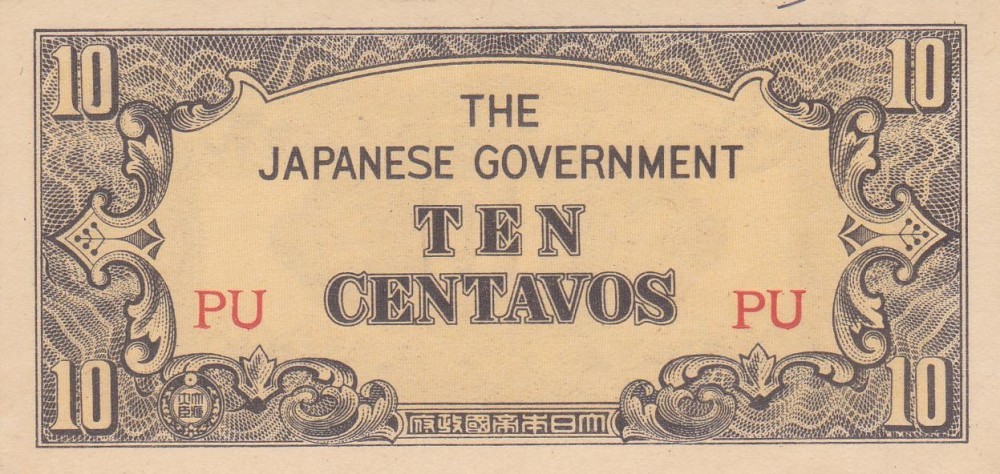 10 10
THE
JAPANESE GOVERNMENT
TEN
CENTAVOS
PU PU
10 10
大日本帝國政府